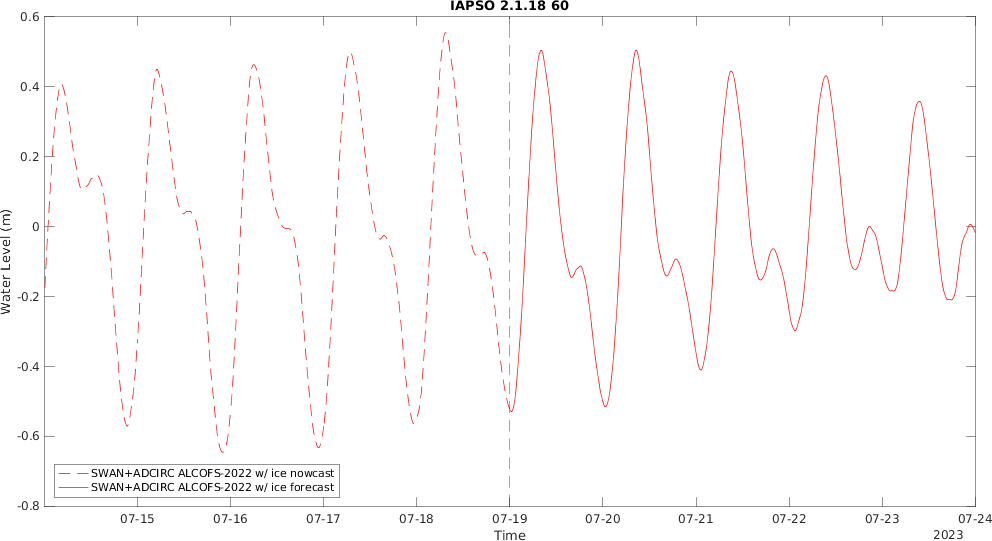 IAPSO 2.1.18 60
0.6
0.4
0.2
0
-0.2
-0.4
-0.6
-0.8
Water Level (m)
SWAN+ADCIRC ALCOFS-2022 w/ ice nowcast
SWAN+ADCIRC ALCOFS-2022 w/ ice forecast
07-15 07-16 07-17 07-18 07-19 07-20 07-21 07-22 07-23 07-24
Time
2023